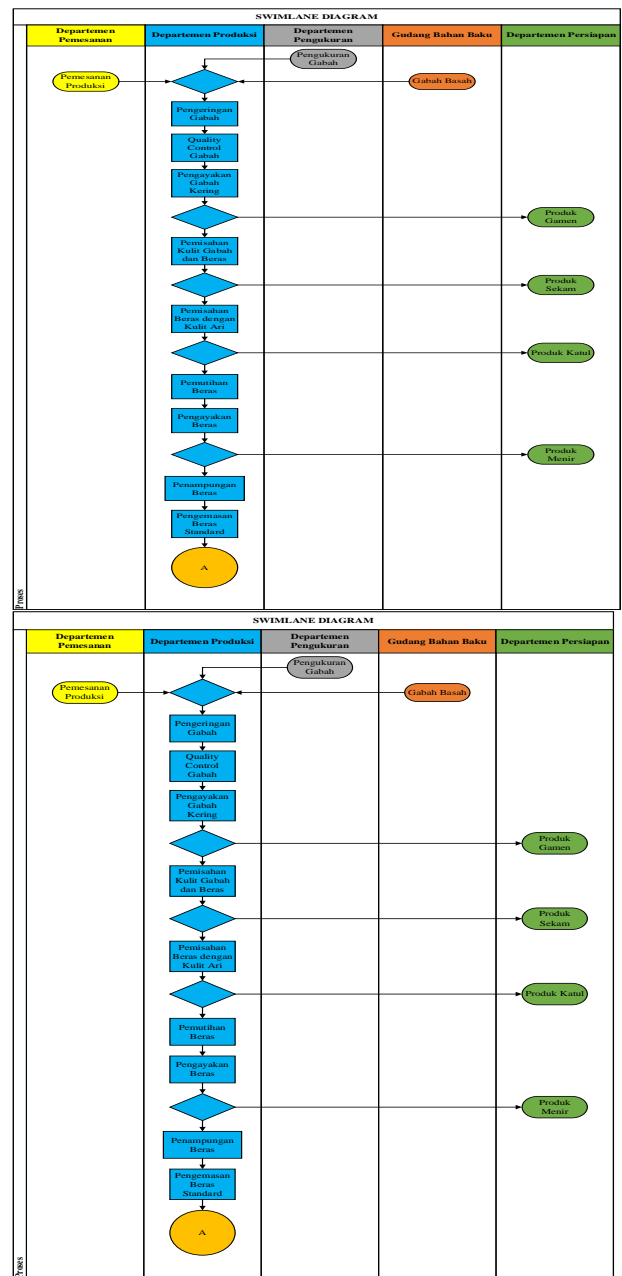 SWIMLANE DIAGRAM
Departemen
Pemesanan
Departemen Produksi
Departemen
Pengukuran
Gudang Bahan Baku
Departemen Persiapan
Pengukuran
Gabah
Pemesanan
Produksi
Gabah Basah
Pengeringan
Gabah
Quality
Control
Gabah
Pengayakan
Gabah
Kering
Produk
Gamen
Pemisahan
Kulit Gabah
dan Beras
Produk
Sekam
Pemisahan
Beras dengan
Kulit Ari
Produk Katul
Pemutihan
Beras
Pengayakan
Beras
Produk
Menir
Penampungan
Beras
Pengemasan
Beras
Standard
A
Proses
SWIMLANE DIAGRAM
Departemen
Pemesanan
Departemen Produksi
Departemen
Pengukuran
Gudang Bahan Baku
Departemen Persiapan
Pengukuran
Gabah
Pemesanan
Produksi
Gabah Basah
Pengeringan
Gabah
Quality
Control
Gabah
Pengayakan
Gabah
Kering
Produk
Gamen
Pemisahan
Kulit Gabah
dan Beras
Produk
Sekam
Pemisahan
Beras dengan
Kulit Ari
Produk Katul
Pemutihan
Beras
Pengayakan
Beras
Produk
Menir
Penampungan
Beras
Pengemasan
Beras
Standard
A
Proses